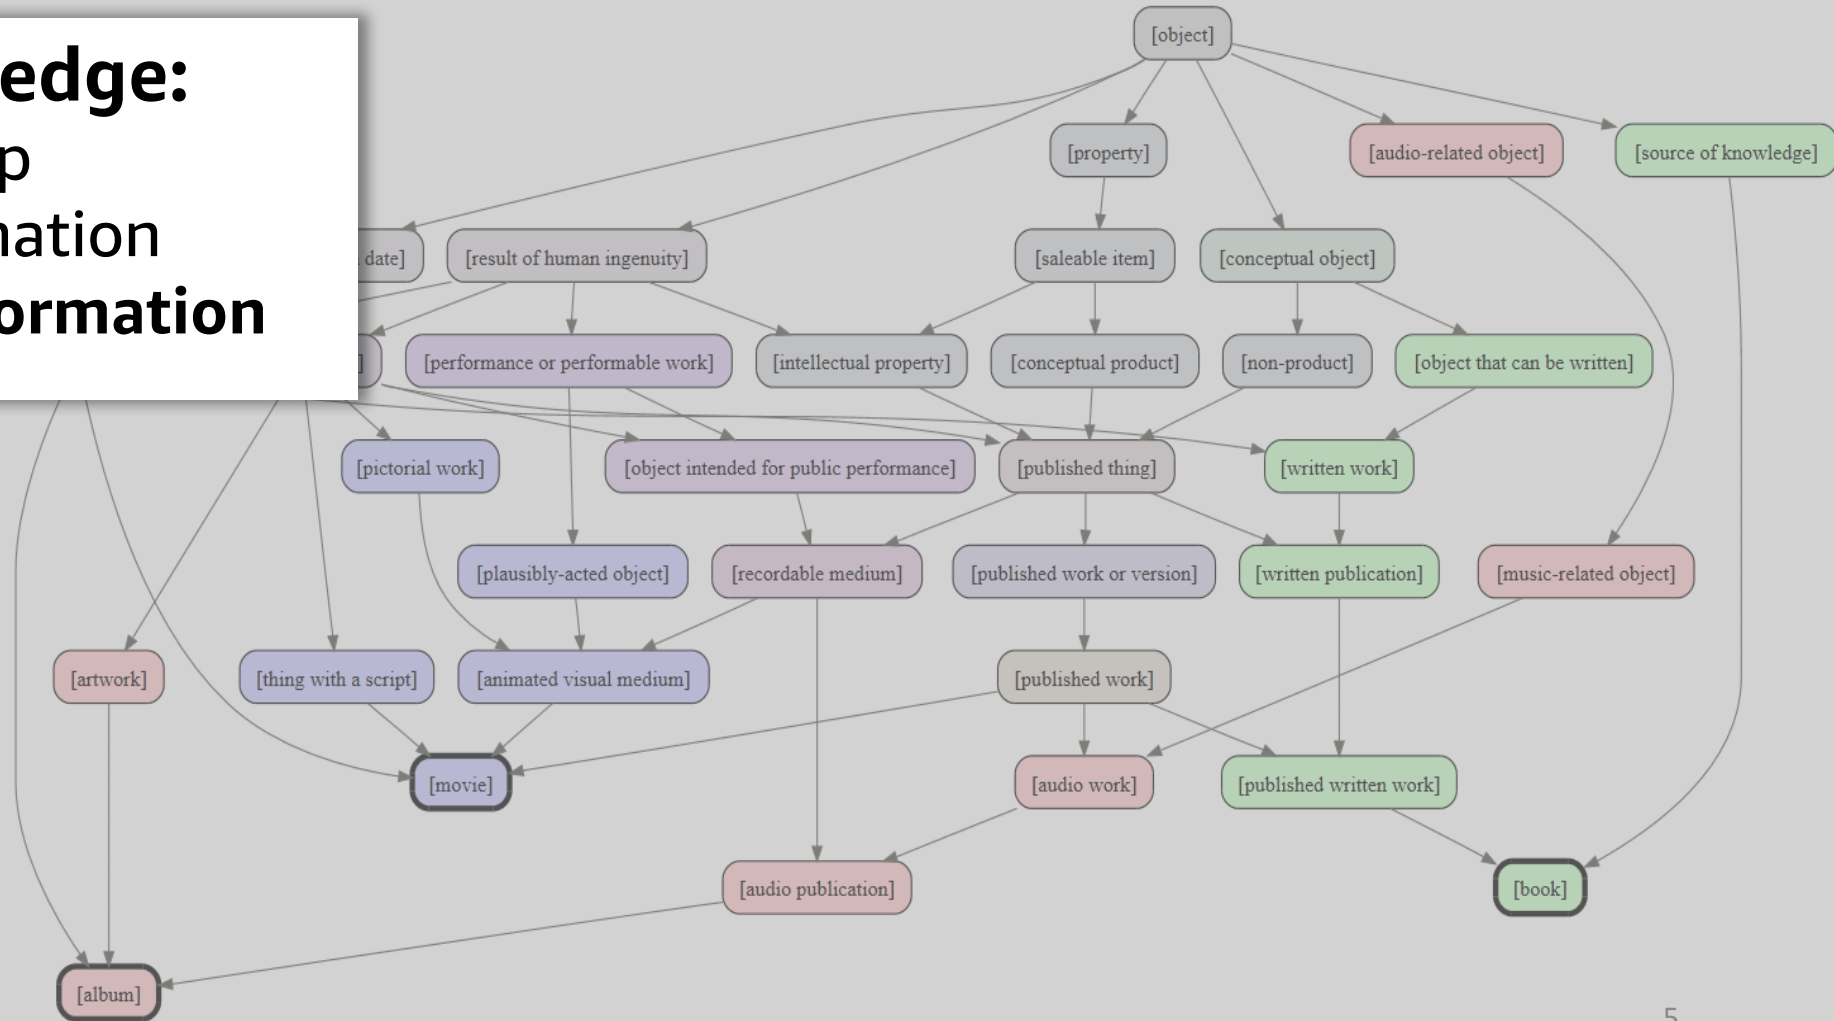 edge:
p
nation
ormation
[object]
[property]
[audio-related object]
[source of knowledge]
date]
[result of human ingenuity]
[saleable item]
[conceptual object]
]
[performance or performable work]
[intellectual property]
[conceptual product]
[non-product]
[object that can be written]
[pictorial work]
[object intended for public performance]
[published thing]
[written work]
[plausibly-acted object]
[recordable medium]
[published work or version]
[written publication]
[music-related object]
[artwork]
[thing with a script]
[animated visual medium]
[published work]
[movie]
[audio work]
[published written work]
[audio publication]
[book]
[album]
5